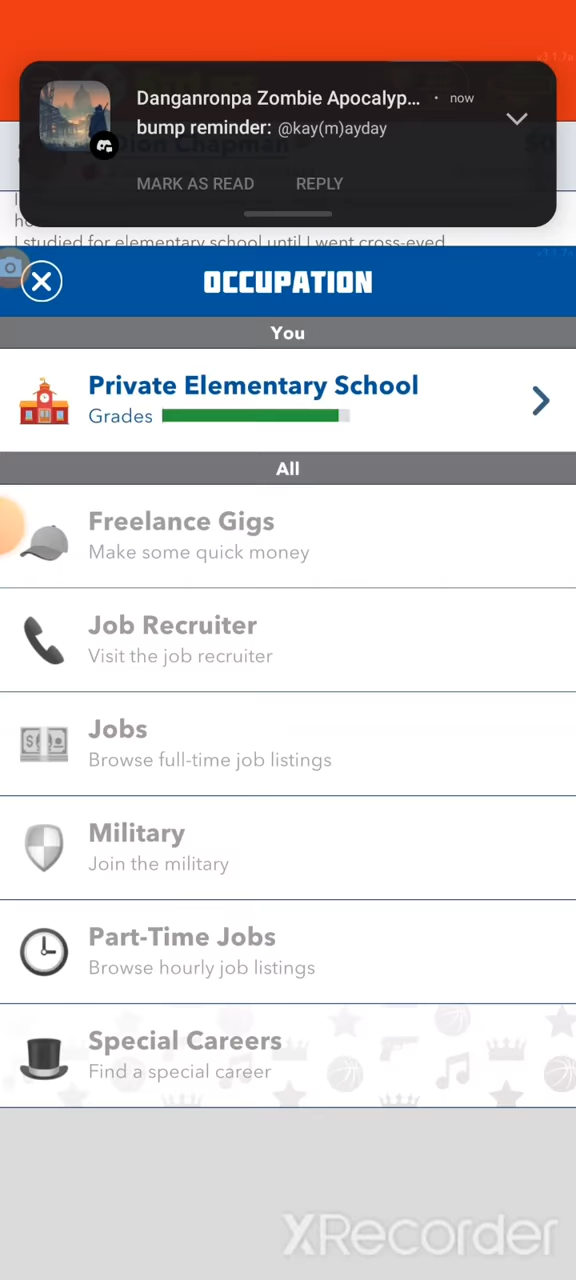 Danganronpa Zombie Apocalyp... • now
bump reminder: @kay(m)ayday
MARK AS READ REPLY
I studied for elementary school until I went cross-eyed.
OCCUPATION
You
Private Elementary School
Grades
All
Freelance Gigs
Make some quick money
Job Recruiter
Visit the job recruiter
Jobs
Browse full-time job listings
Military
Join the military
Part-Time Jobs
Browse hourly job listings
Special Careers
Find a special career
XRecorder